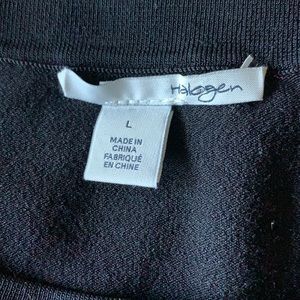 Halogen
L
MADE IN
CHINA
FABRIQUÉ
EN CHINE